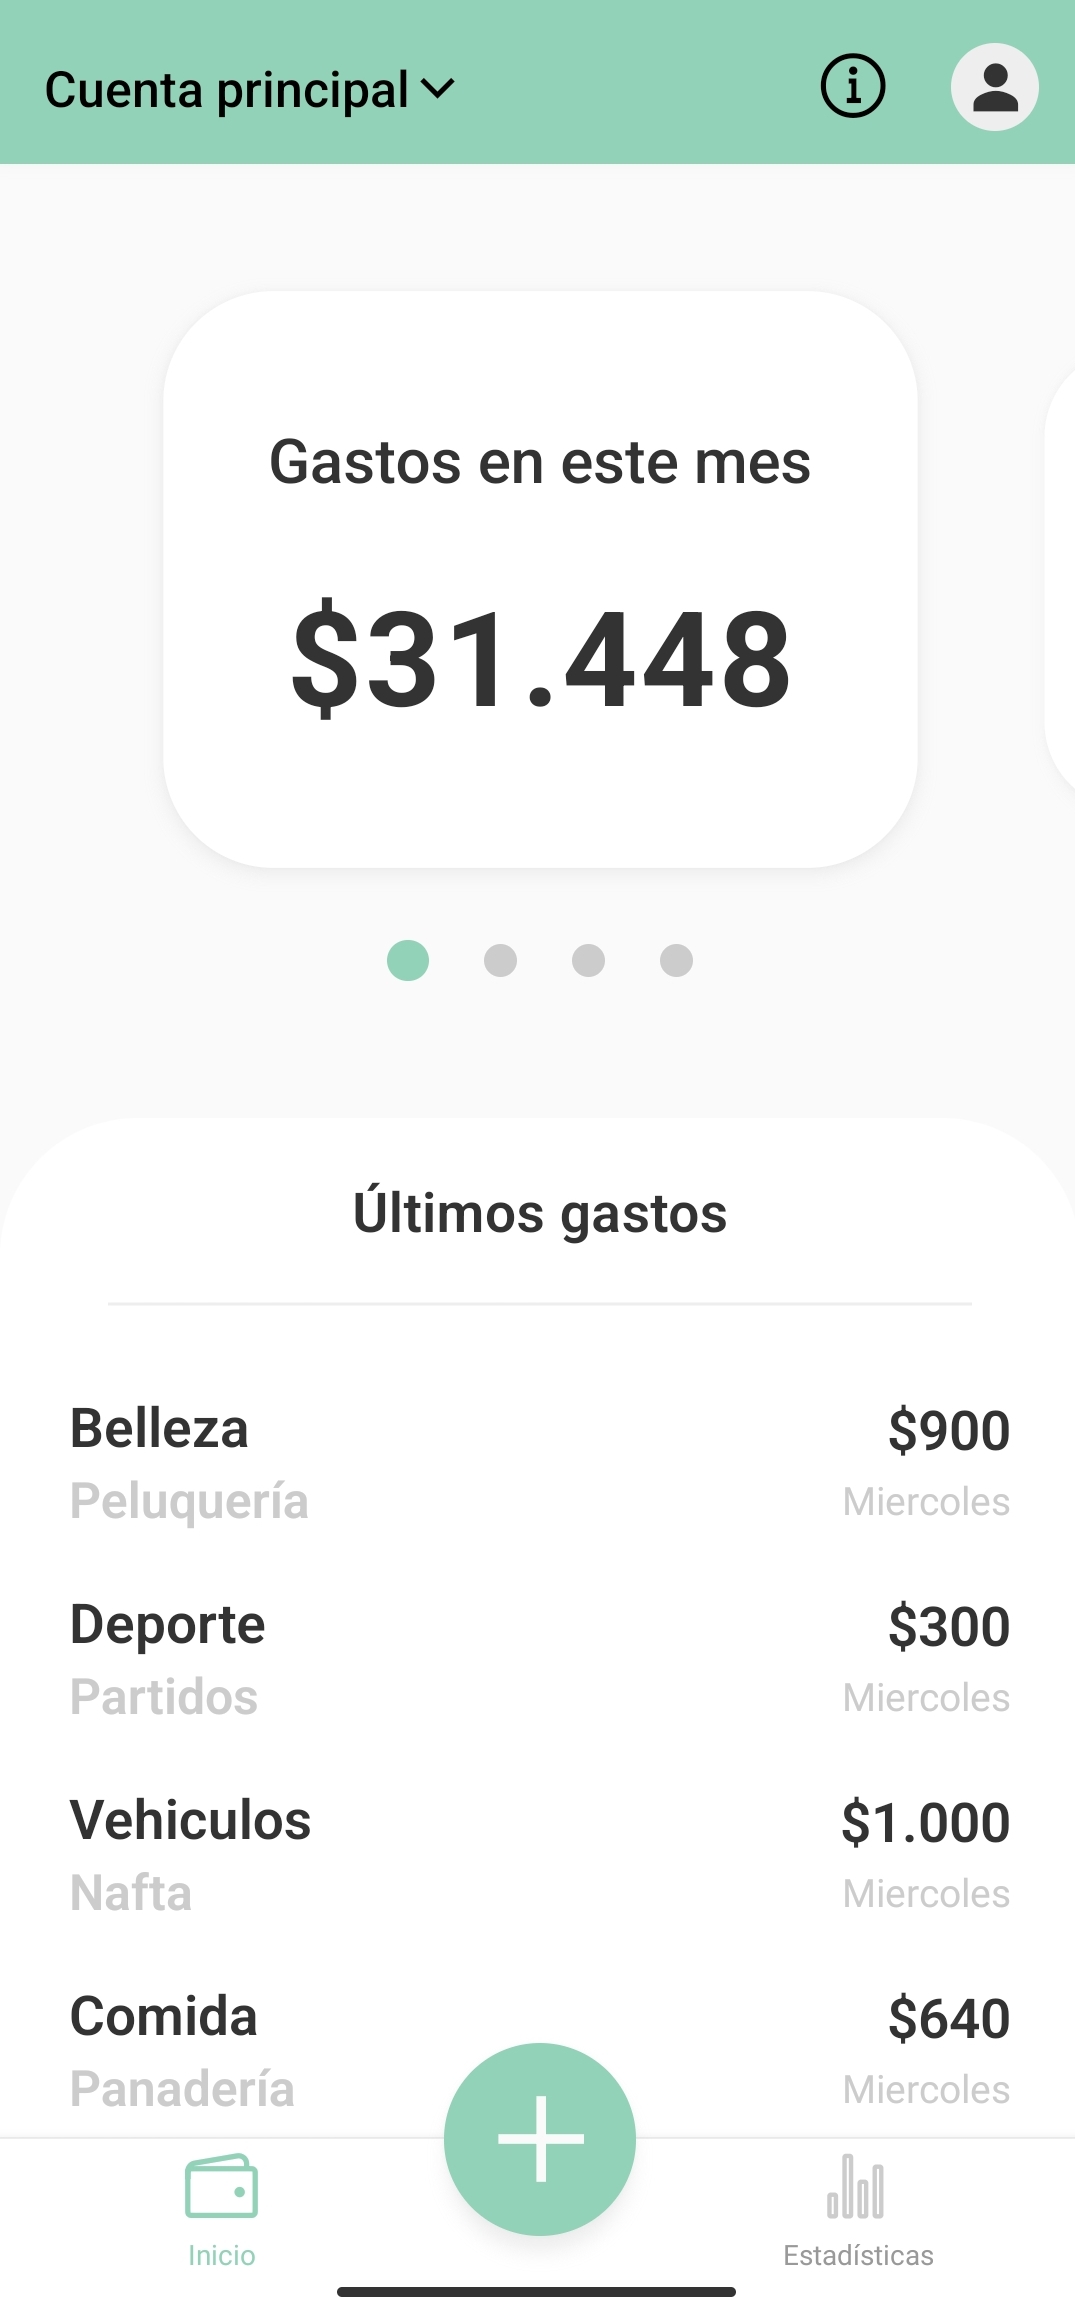 Cuenta principal
Gastos en este mes
$31.448
Últimos gastos
Belleza
$900
Peluquería
Miercoles
Deporte
$300
Partidos
Miercoles
Vehiculos
$1.000
Nafta
Miercoles
Comida
$640
Panadería
Miercoles
Inicio
Estadísticas